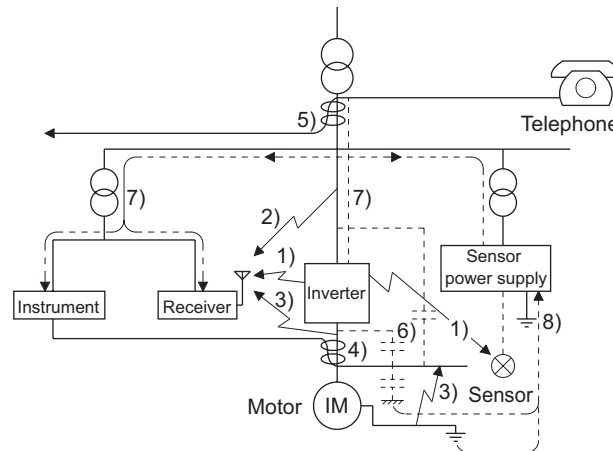 5)
Telephone
7)
2)
7)
1)
Sensor
power supply
Instrument
Receiver
Inverter
3)
6)
1)
8)
4)
3)
Sensor
Motor
IM